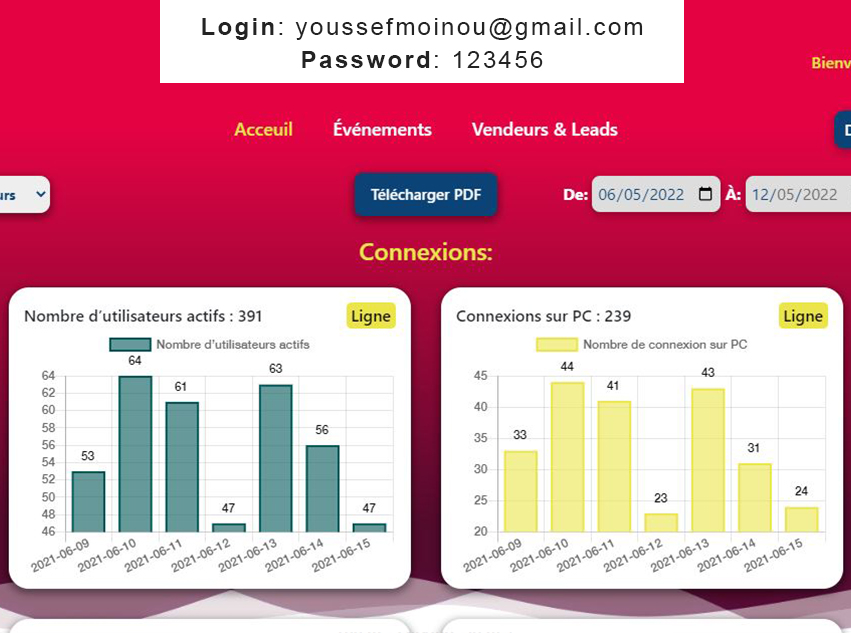 Login: youssefmoinou@gmail.com
Password: 123456
Bienv
Acceuil Événements Vendeurs & Leads
D
urs
Télécharger PDF
De: 06/05/2022 À: 12/05/2022
Connexions:
Nombre d'utilisateurs actifs : 391 Ligne
Nombre d'utilisateurs actifs
64
62
60
58
56
54
52
50
48
46
53 64 61 47 63 56 47
2021-06-09 2021-06-10 2021-06-11 2021-06-12 2021-06-13 2021-06-14 2021-06-15
Connexions sur PC : 239 Ligne
Nombre de connexion sur PC
45
40
35
30
25
20
33 44 41 23 43 31 24
2021-06-09 2021-06-10 2021-06-11 2021-06-12 2021-06-13 2021-06-14 2021-06-15